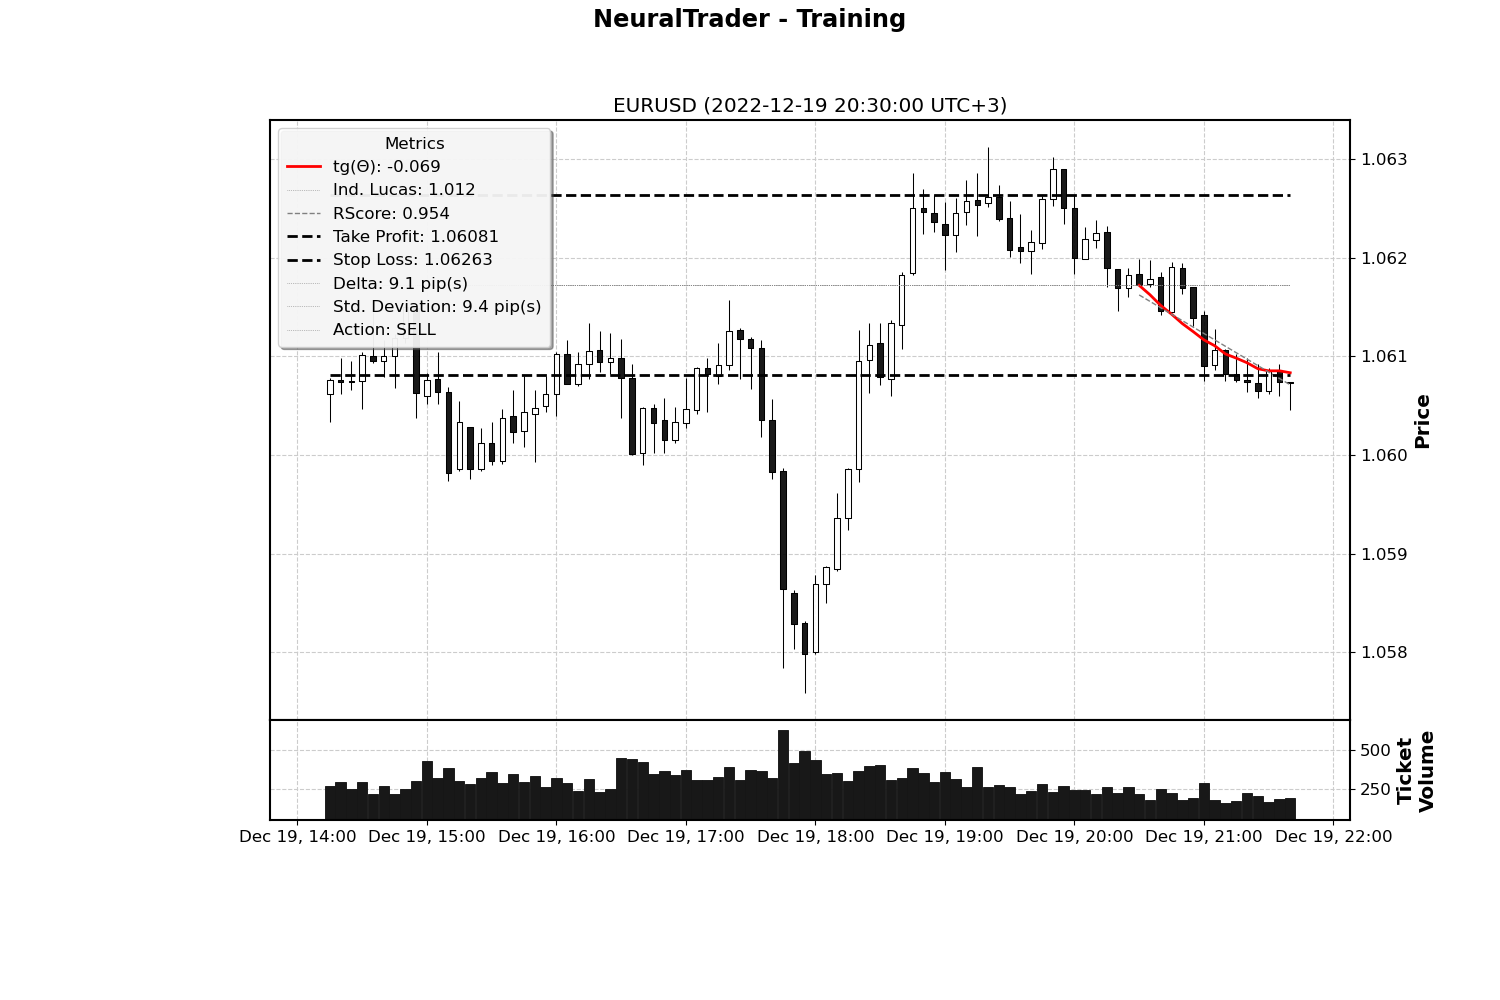 NeuralTrader - Training
EURUSD (2022-12-19 20:30:00 UTC+3)
Metrics
tg(Θ): -0.069
Ind. Lucas: 1.012
RScore: 0.954
Take Profit: 1.06081
Stop Loss: 1.06263
Delta: 9.1 pip(s)
Std. Deviation: 9.4 pip(s)
Action: SELL
1.063
1.062
1.061
1.060
1.059
1.058
Price
500
250
Ticket
Volume
Dec 19, 14:00 Dec 19, 15:00 Dec 19, 16:00 Dec 19, 17:00 Dec 19, 18:00 Dec 19, 19:00 Dec 19, 20:00 Dec 19, 21:00 Dec 19, 22:00